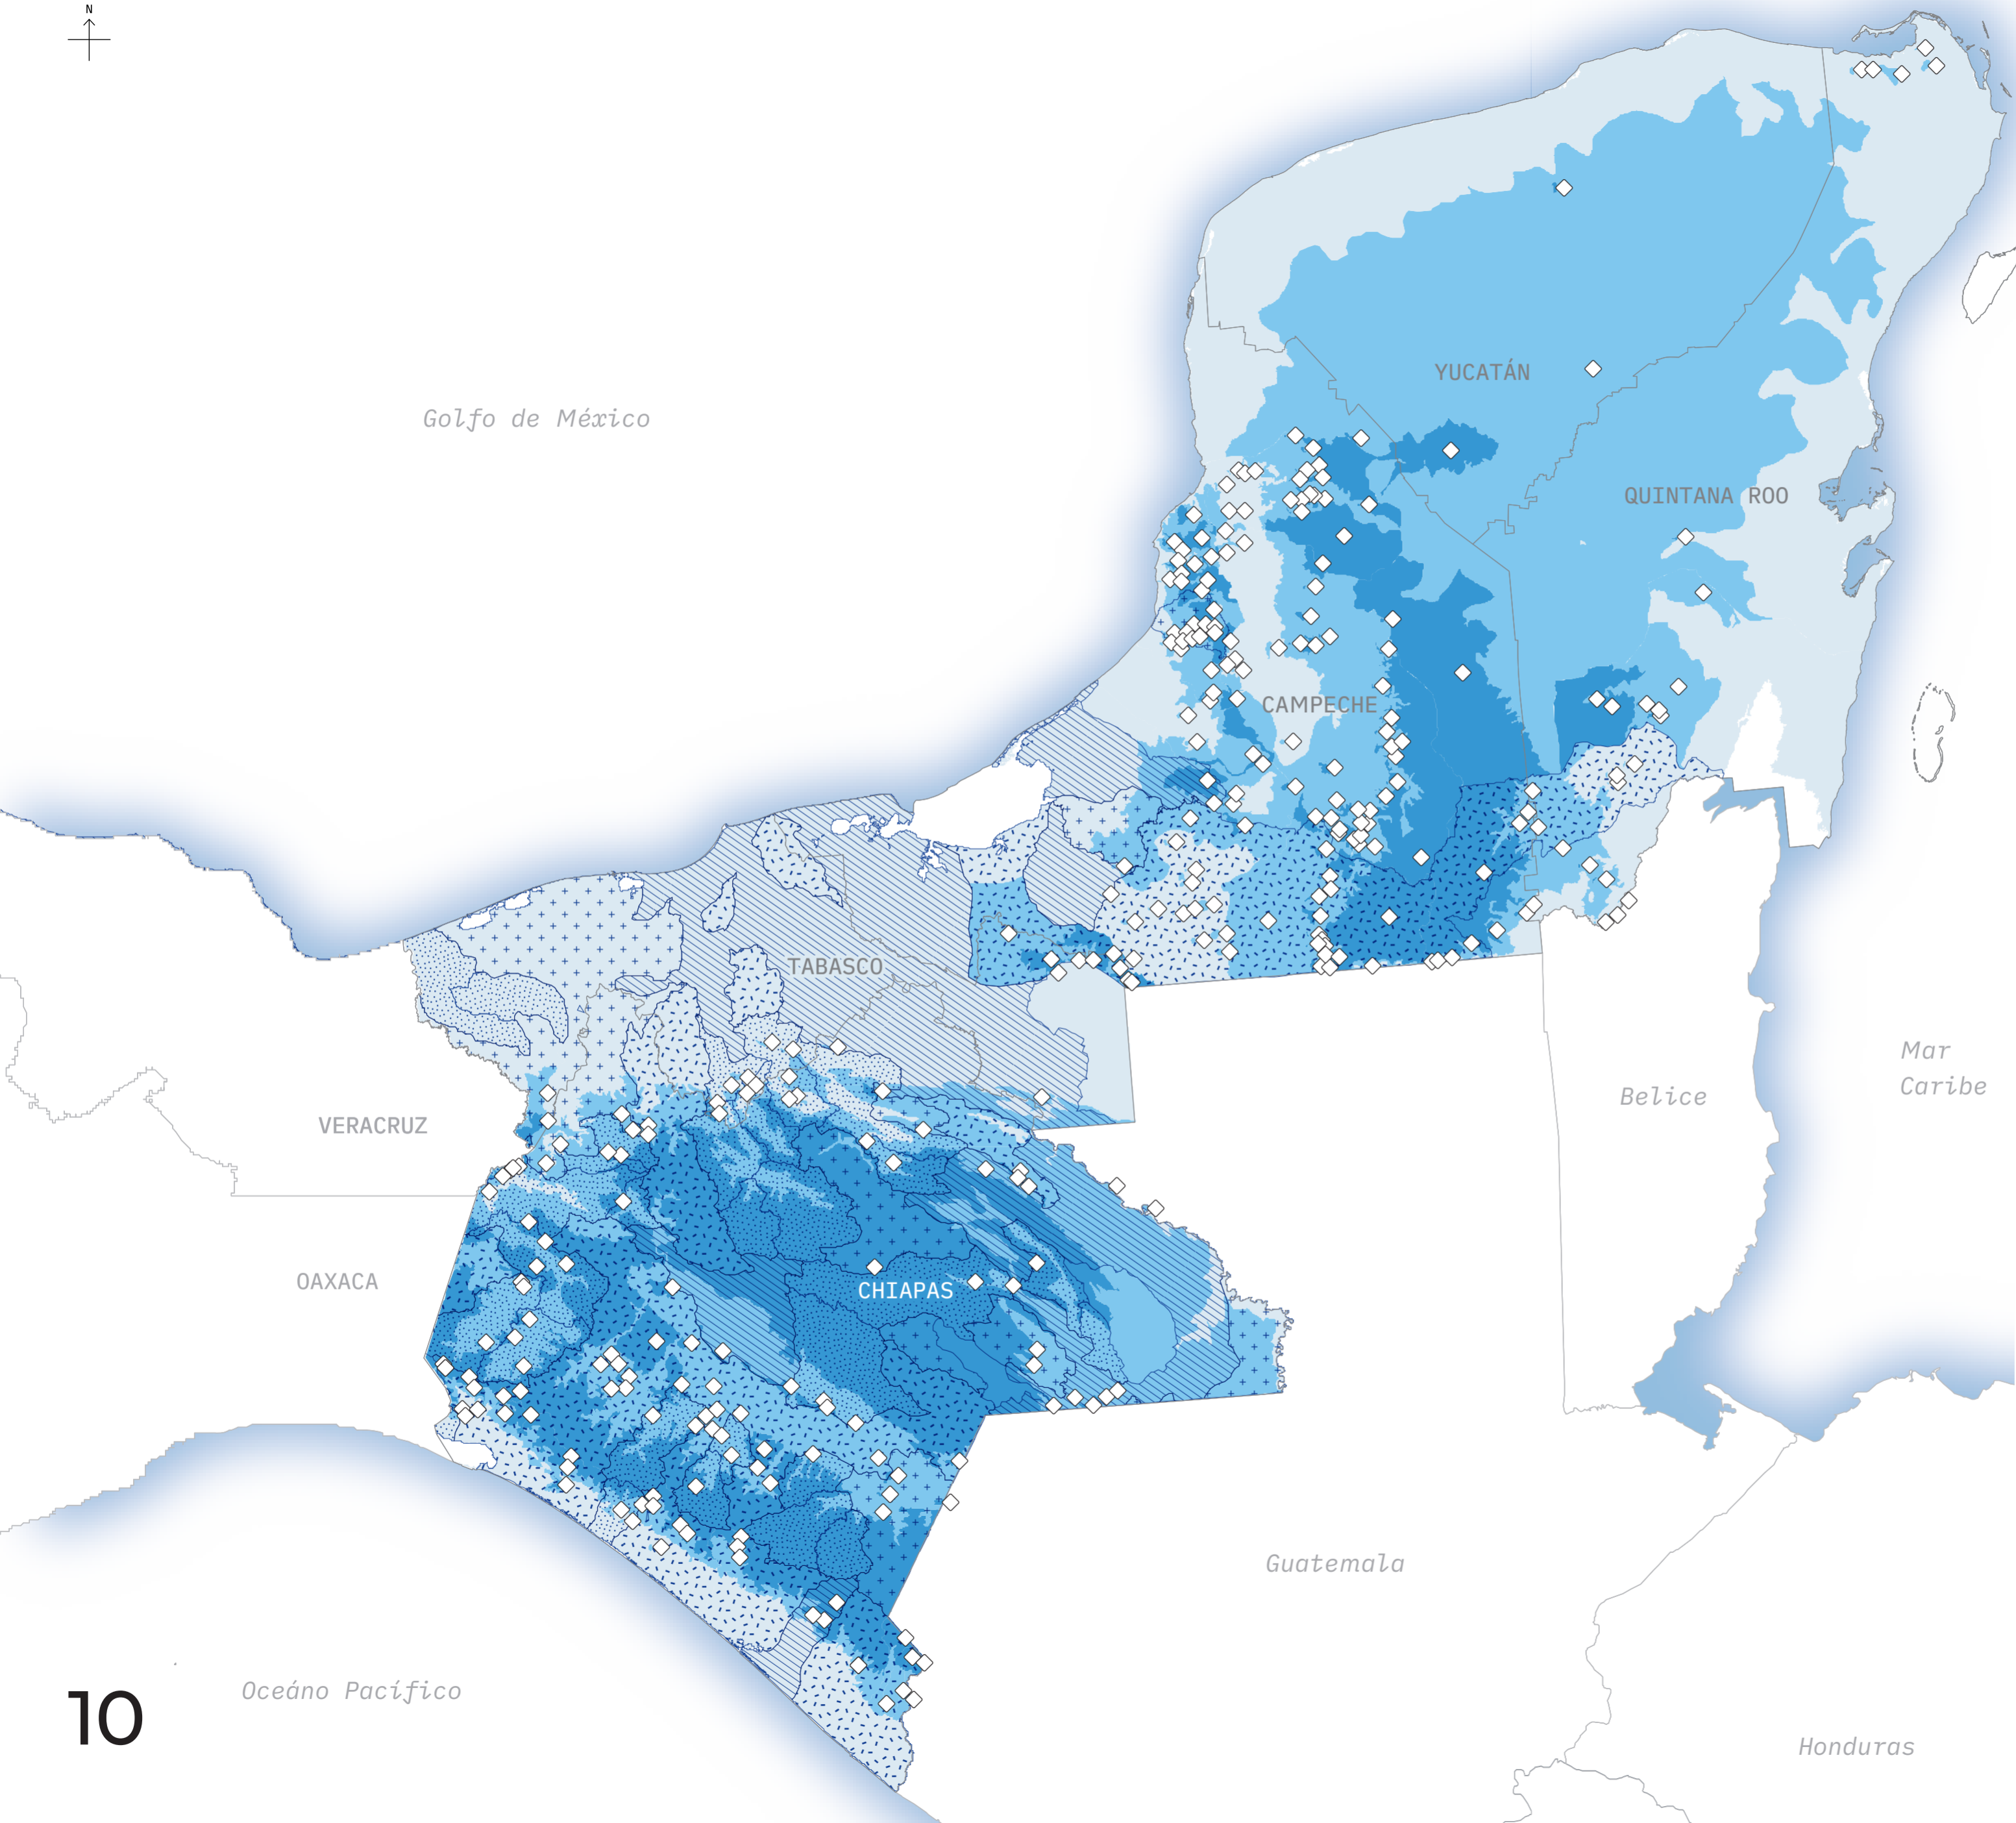 N
Golfo de México
YUCATÁN
QUINTANA ROO
CAMPECHE
TABASCO
Mar
Caribe
Belice
VERACRUZ
OAXACA
CHIAPAS
Guatemala
Oceáno Pacífico
10
Honduras